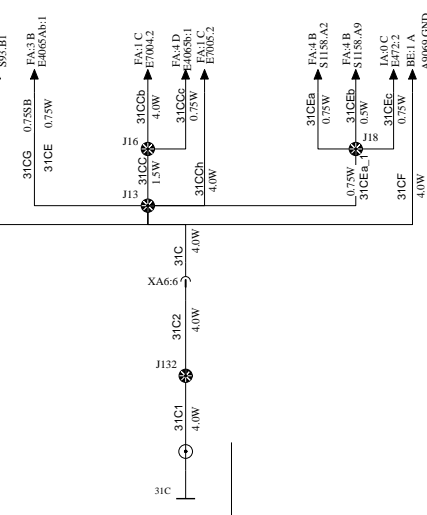 S93.B1
FA:3 B
E4065Ab:1
FA:1 C
E7004.2
FA:4 D
E4065b:1
FA:1 C
E7005.2
FA:4 B
S1158.A2
FA:4 B
S1158.A9
IA:0 C
E472:2
BE:1 A
A9069.GND
0.75SB
0.75W
31CG
31CE
31CCb
4.0W
31CCc
0.75W
31CEa
0.75W
31CEb
0.5W
31CEc
0.75W
J16
J18
31CC
1.5W
31CCh
4.0W
0.75W
31CEa_1
31CF
4.0W
J13
31C
4.0W
XA6:6
31C2
4.0W
J132
31C1
4.0W
31C